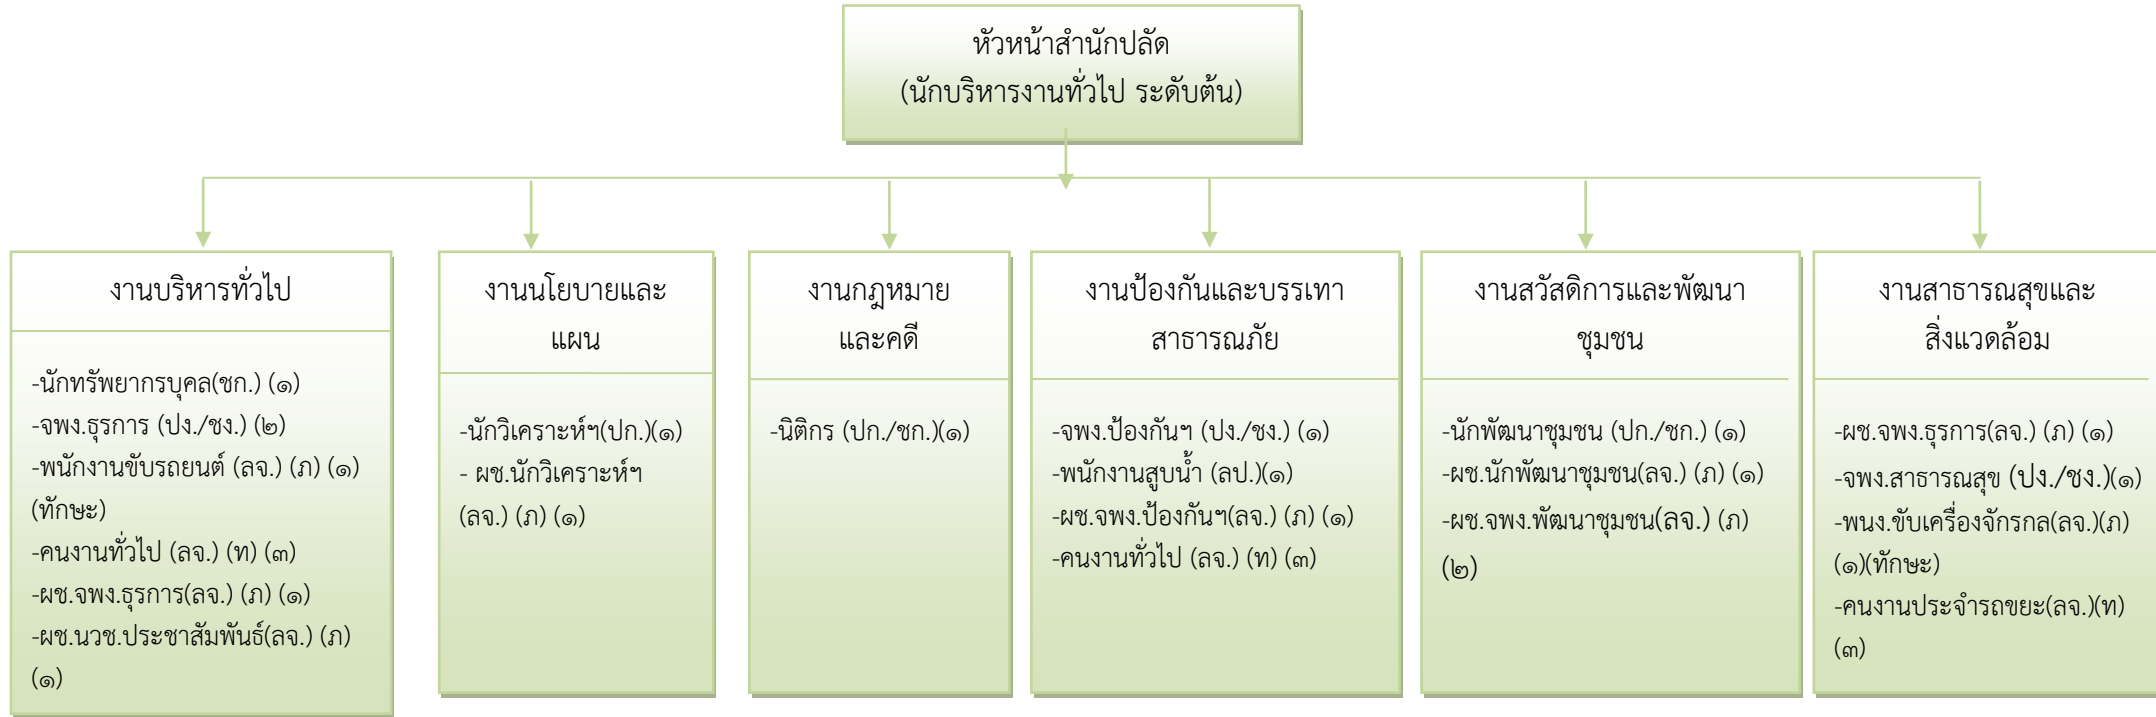 หัวหน้าสำนักปลัด
(นักบริหารงานทั่วไป ระดับต้น)
งานบริหารทั่วไป
-นักทรัพยากรบุคล(ชก.) (๑)
-จพง.ธุรการ (ปง./ชง.) (๒)
-พนักงานขับรถยนต์ (ลจ.) (ภ) (๑)
(ทักษะ)
-คนงานทั่วไป (ลจ.) (ท) (๓)
-ผช.จพง.ธุรการ(ลจ.) (ภ) (๑)
-ผช.นวช.ประชาสัมพันธ์(ลจ.) (ภ)
(๑)
งานนโยบายและ
แผน
-นักวิเคราะห์ฯ(ปก.)(๑)
- ผช.นักวิเคราะห์ฯ
(ลจ.) (ภ) (๑)
งานกฎหมาย
และคดี
-นิติกร (ปก./ชก.)(๑)
งานป้องกันและบรรเทา
สาธารณภัย
-จพง.ป้องกันฯ (ปง./ชง.) (๑)
-พนักงานสูบน้ำ (ลป.)(๑)
-ผช.จพง.ป้องกันฯ(ลจ.) (ภ) (๑)
-คนงานทั่วไป (ลจ.) (ท) (๓)
งานสวัสดิการและพัฒนา
ชุมชน
-นักพัฒนาชุมชน (ปก./ชก.) (๑)
-ผช.นักพัฒนาชุมชน(ลจ.) (ภ) (๑)
-ผช.จพง.พัฒนาชุมชน(ลจ.) (ภ)
(๒)
งานสาธารณสุขและ
สิ่งแวดล้อม
-ผช.จพง.ธุรการ(ลจ.) (ภ) (๑)
-จพง.สาธารณสุข (ปง./ชง.)(๑)
-พนง.ขับเครื่องจักรกล(ลจ.)(ภ)
(๑)(ทักษะ)
-คนงานประจำรถขยะ(ลจ.)(ท)
(๓)